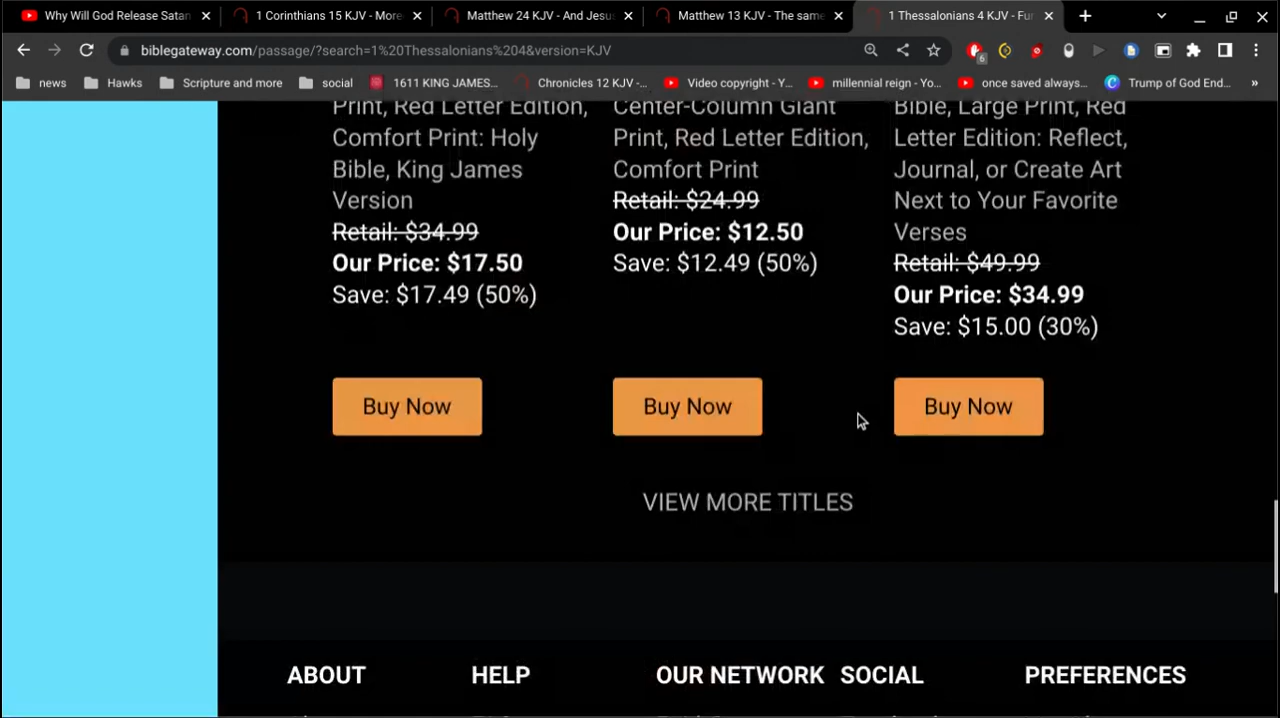 Why Will God Release Satan
1 Corinthians 15 KJV - More
Matthew 24 KJV - And Jesu
Matthew 13 KJV - The same
1 Thessalonians 4 KJV - Fur
biblegateway.com/passage/?search=1%20Thessalonians%204&version=KJV
6
news
Hawks
Scripture and more
social
1611 KING JAMES...
Chronicles 12 KJV -...
Video copyright - Y...
millennial reign - Yo...
once saved always...
Trump of God End...
»
Print, Red Letter Edition,
Comfort Print: Holy
Bible, King James
Version
Retail: $34.99
Our Price: $17.50
Save: $17.49 (50%)
Buy Now
Center-Column Giant
Print, Red Letter Edition,
Comfort Print
Retail: $24.99
Our Price: $12.50
Save: $12.49 (50%)
Buy Now
Bible, Large Print, Red
Letter Edition: Reflect,
Journal, or Create Art
Next to Your Favorite
Verses
Retail: $49.99
Our Price: $34.99
Save: $15.00 (30%)
Buy Now
VIEW MORE TITLES
ABOUT
HELP
OUR NETWORK
SOCIAL
PREFERENCES